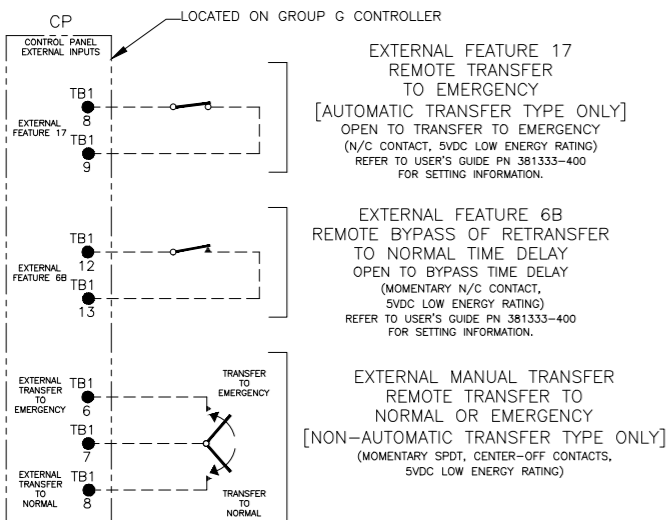 CP
LOCATED ON GROUP G CONTROLLER
CONTROL PANEL
EXTERNAL INPUTS
TB1
8
EXTERNAL
FEATURE 17
TB1
9
EXTERNAL FEATURE 17
REMOTE TRANSFER
TO EMERGENCY
[AUTOMATIC TRANSFER TYPE ONLY]
OPEN TO TRANSFER TO EMERGENCY
(N/C CONTACT, 5VDC LOW ENERGY RATING)
REFER TO USER'S GUIDE PN 381333-400
FOR SETTING INFORMATION.
TB1
12
EXTERNAL
FEATURE 6B
TB1
13
EXTERNAL FEATURE 6B
REMOTE BYPASS OF RETRANSFER
TO NORMAL TIME DELAY
OPEN TO BYPASS TIME DELAY
(MOMENTARY N/C CONTACT,
5VDC LOW ENERGY RATING)
REFER TO USER'S GUIDE PN 381333-400
FOR SETTING INFORMATION.
EXTERNAL
TRANSFER
TO
EMERGENCY
TB1
6
TB1
7
EXTERNAL
TRANSFER
TO
NORMAL
TB1
8
TRANSFER
TO
EMERGENCY
TRANSFER
TO
NORMAL
EXTERNAL MANUAL TRANSFER
REMOTE TRANSFER TO
NORMAL OR EMERGENCY
[NON-AUTOMATIC TRANSFER TYPE ONLY]
(MOMENTARY SPDT, CENTER-OFF CONTACTS,
5VDC LOW ENERGY RATING)